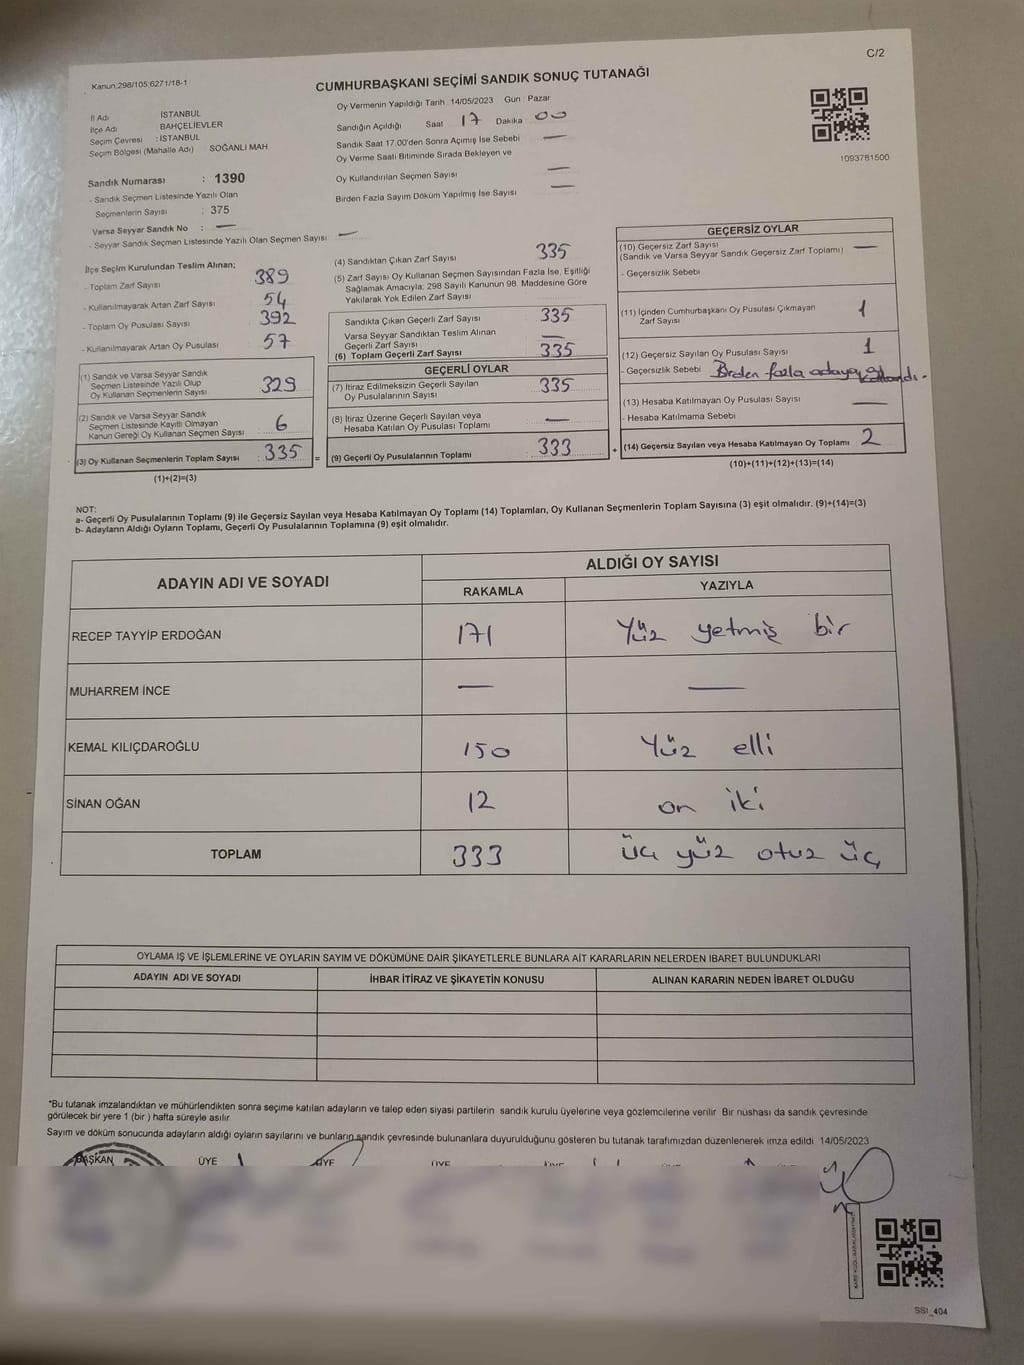 C/2
Kanun:298/105;6271/18-1
CUMHURBAŞKANI SEÇİMİ SANDIK SONUÇ TUTANAĞI
İl Adı İSTANBUL
İlçe Adı BAHÇELİEVLER
Seçim Çevresi : İSTANBUL
Seçim Bölgesi (Mahalle Adı) SOĞANLI MAH
Sandık Numarası : 1390
- Sandık Seçmen Listesinde Yazılı Olan
Seçmenlerin Sayısı : 375
Varsa Seyyar Sandık No : —
- Seyyar Sandık Seçmen Listesinde Yazılı Olan Seçmen Sayısı —
Oy Vermenin Yapıldığı Tarih 14/05/2023 Gün Pazar
Sandığın Açıldığı Saat 17 Dakika 00
Sandık Saat 17.00'den Sonra Açımış İse Sebebi —
Oy Verme Saati Bitiminde Sırada Bekleyen ve
Oy Kullandırılan Seçmen Sayısı —
Birden Fazla Sayım Döküm Yapılmış İse Sayısı —
1093781500
İlçe Seçim Kurulundan Teslim Alınan;
- Toplam Zarf Sayısı 389
- Kullanılmayarak Artan Zarf Sayısı 54
- Toplam Oy Pusulası Sayısı 392
- Kullanılmayarak Artan Oy Pusulası 57
(1) Sandık ve Varsa Seyyar Sandık
Seçmen Listesinde Yazılı Olup
Oy Kullanan Seçmenlerin Sayısı 329
(2) Sandık ve Varsa Seyyar Sandık
Seçmen Listesinde Kayıtlı Olmayan
Kanun Gereği Oy Kullanan Seçmen Sayısı 6
(3) Oy Kullanan Seçmenlerin Toplam Sayısı : 335 =
(1)+(2)=(3)
(4) Sandıktan Çıkan Zarf Sayısı 335
(5) Zarf Sayısı Oy Kullanan Seçmen Sayısından Fazla İse, Eşitliği
Sağlamak Amacıyla; 298 Sayılı Kanunun 98. Maddesine Göre
Yakılarak Yok Edilen Zarf Sayısı
Sandıkta Çıkan Geçerli Zarf Sayısı 335
Varsa Seyyar Sandıktan Teslim Alınan
Geçerli Zarf Sayısı —
(6) Toplam Geçerli Zarf Sayısı 335
GEÇERLİ OYLAR
(7) İtiraz Edilmeksizin Geçerli Sayılan
Oy Pusulalarının Sayısı 335
(8) İtiraz Üzerine Geçerli Sayılan veya
Hesaba Katılan Oy Pusulası Toplamı —
(9) Geçerli Oy Pusulalarının Toplamı 333 +
GEÇERSİZ OYLAR
(10) Geçersiz Zarf Sayısı
(Sandık ve Varsa Seyyar Sandık Geçersiz Zarf Toplamı) —
- Geçersizlik Sebebi
(11) İçinden Cumhurbaşkanı Oy Pusulası Çıkmayan
Zarf Sayısı 1
(12) Geçersiz Sayılan Oy Pusulası Sayısı 1
- Geçersizlik Sebebi Birden fazla adaya oy
(13) Hesaba Katılmayan Oy Pusulası Sayısı —
- Hesaba Katılmama Sebebi
(14) Geçersiz Sayılan veya Hesaba Katılmayan Oy Toplamı 2
(10)+(11)+(12)+(13)=(14)
NOT:
a- Geçerli Oy Pusulalarının Toplamı (9) ile Geçersiz Sayılan veya Hesaba Katılmayan Oy Toplamı (14) Toplamları, Oy Kullanan Seçmenlerin Toplam Sayısına (3) eşit olmalıdır. (9)+(14)=(3)
b- Adayların Aldığı Oyların Toplamı, Geçerli Oy Pusulalarının Toplamına (9) eşit olmalıdır.
ADAYIN ADI VE SOYADI ALDIĞI OY SAYISI
RAKAMLA YAZIYLA
RECEP TAYYİP ERDOĞAN 171 Yüz yetmiş bir
MUHARREM İNCE — —
KEMAL KILIÇDAROĞLU 150 Yüz elli
SİNAN OĞAN 12 on iki
TOPLAM 333 üç yüz otuz üç
OYLAMA İŞ VE İŞLEMLERİNE VE OYLARIN SAYIM VE DÖKÜMÜNE DAİR ŞİKAYETLERLE BUNLARA AİT KARARLARIN NELERDEN İBARET BULUNDUKLARI
ADAYIN ADI VE SOYADI İHBAR İTİRAZ VE ŞİKAYETİN KONUSU ALINAN KARARIN NEDEN İBARET OLDUĞU
*Bu tutanak imzalandıktan ve mühürlendikten sonra seçime katılan adayların ve talep eden siyasi partilerin sandık kurulu üyelerine veya gözlemcilerine verilir Bir nüshası da sandık çevresinde
görülecek bir yere 1 (bir ) hafta süreyle asılır
Sayım ve döküm sonucunda adayların aldığı oyların sayılarını ve bunların sandık çevresinde bulunanlara duyurulduğunu gösteren bu tutanak tarafımızdan düzenlenerek imza edildi 14/05/2023
BAŞKAN ÜYE ÜYE ÜYE
SSI_404